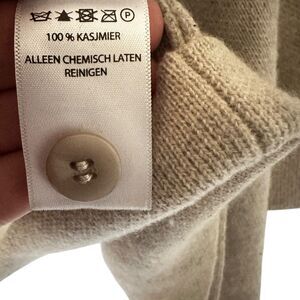 P
100 % KASJMIER
ALLEEN CHEMISCH LATEN
REINIGEN